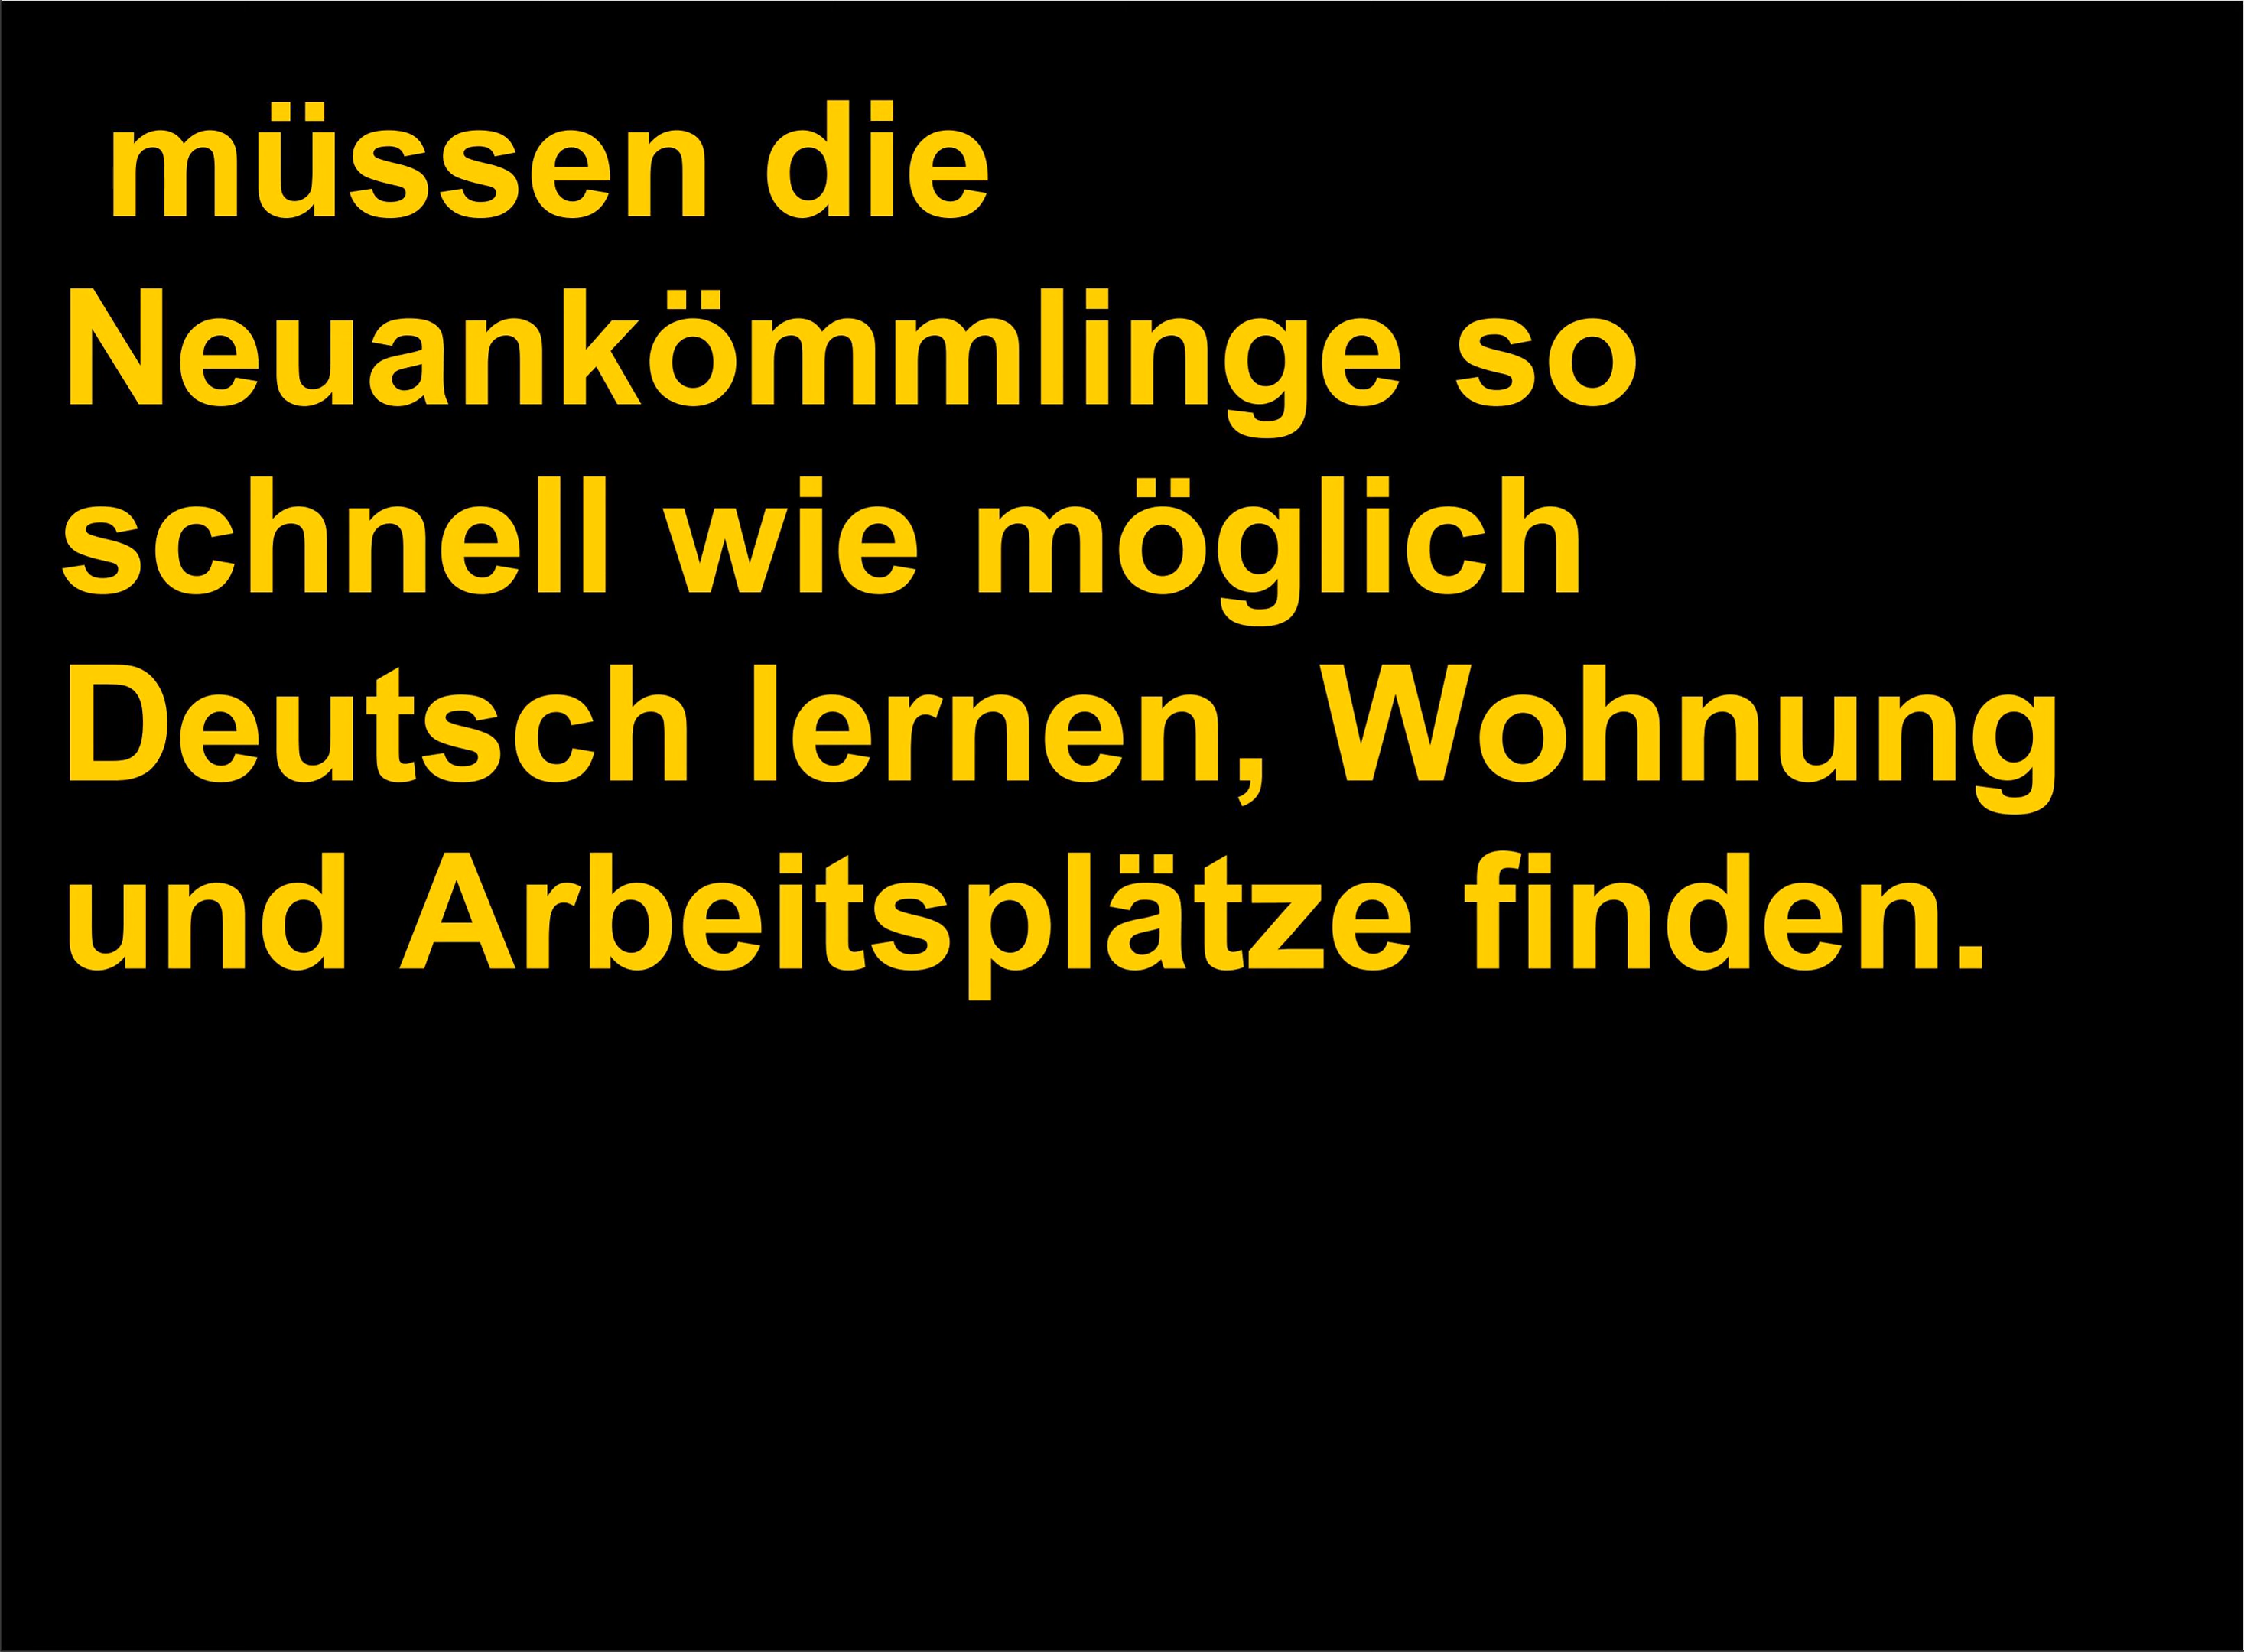 müssen die
Neuankömmlinge so
schnell wie möglich
Deutsch lernen, Wohnung
und Arbeitsplätze finden.